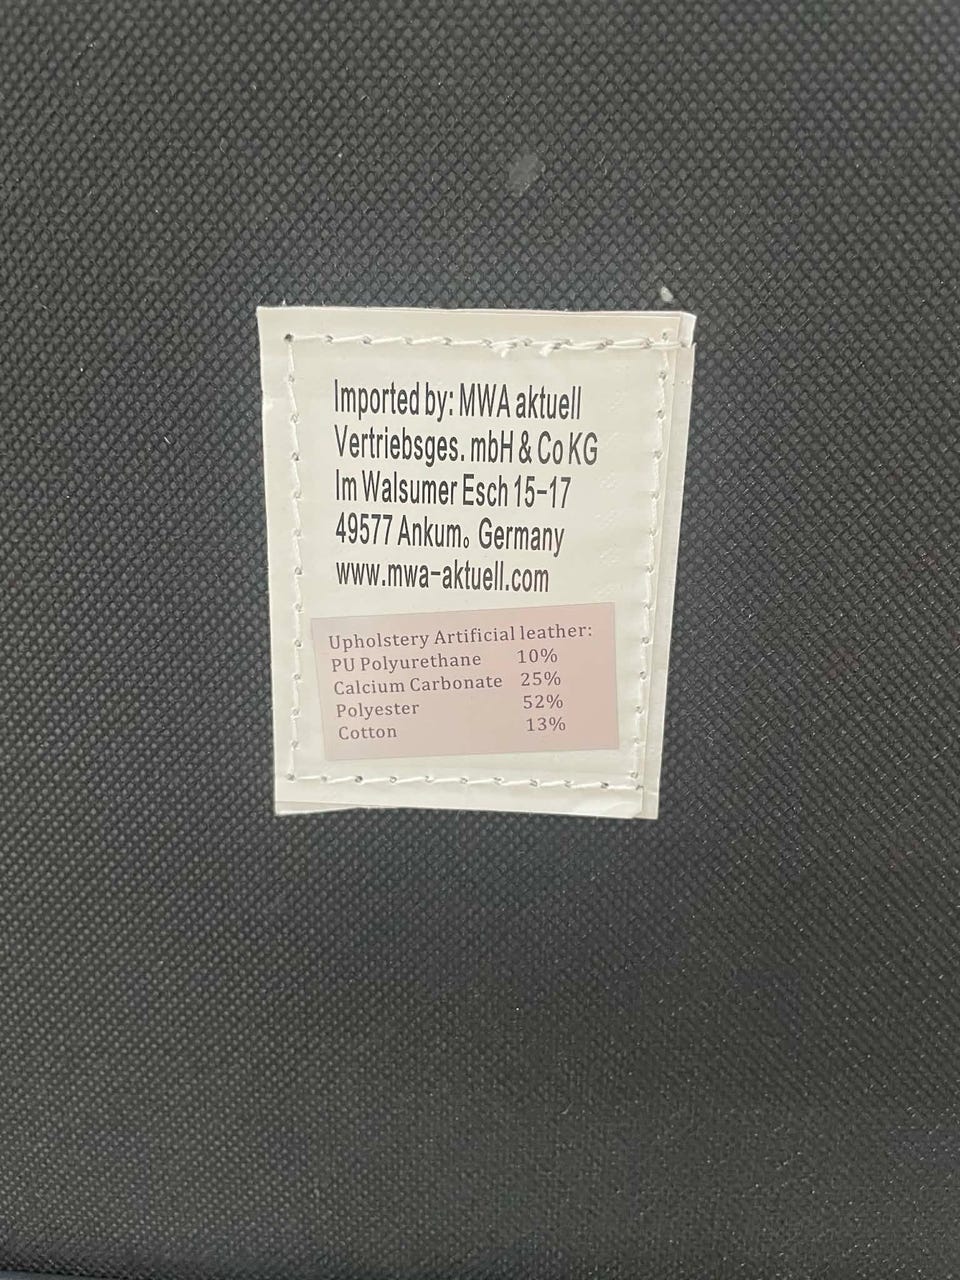 Imported by: MWA aktuell
Vertriebsges. mbH & Co KG
Im Walsumer Esch 15-17
49577 Ankum。 Germany
www.mwa-aktuell.com
Upholstery Artificial leather:
PU Polyurethane 10%
Calcium Carbonate 25%
Polyester 52%
Cotton 13%